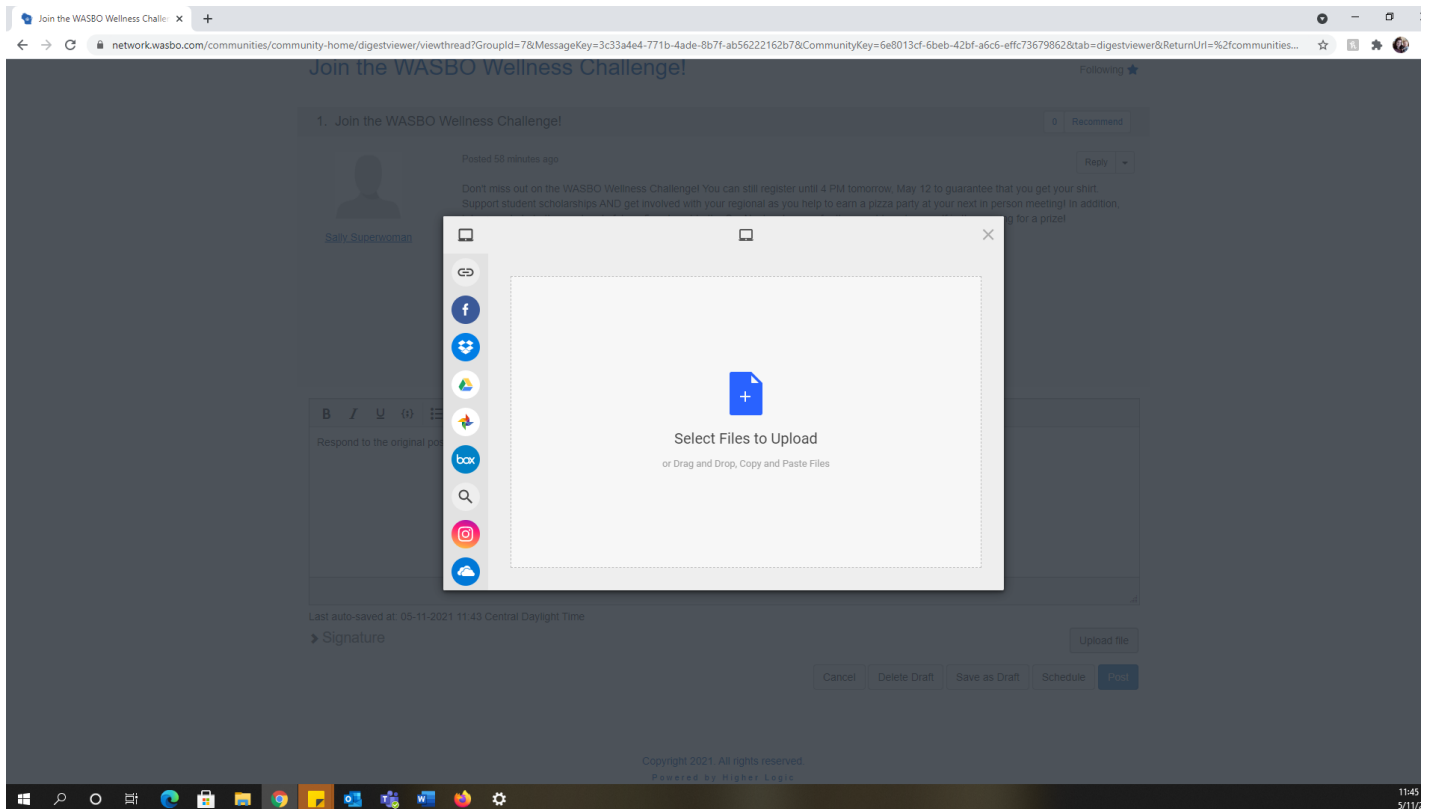 Join the WASBO Wellness Challe
network.wasbo.com/communities/community-home/digestviewer/viewthread?GroupId=7&MessageKey=3c33a4e4-771b-4ade-8b7f-ab56222162b7&CommunityKey=6e8013cf-6beb-42bf-a6c6-effc73679862&tab=digestviewer&ReturnUrl=%2fcommunities...
Join the WASBO Wellness Challenge!
Following
1. Join the WASBO Wellness Challenge!
0 Recommend
Posted 58 minutes ago
Reply
Don't miss out on the WASBO Wellness Challenge! You can still register until 4 PM tomorrow, May 12 to guarantee that you get your shirt.
Support student scholarships AND get involved with your regional as you help to earn a pizza party at your next in person meeting! In addition,
g for a prize!
Sally Superwoman
f
box
Select Files to Upload
or Drag and Drop, Copy and Paste Files
B I U {i}
Respond to the original pos
Last auto-saved at: 05-11-2021 11:43 Central Daylight Time
Signature
Upload file
Cancel Delete Draft Save as Draft Schedule Post
Copyright 2021. All rights reserved.
Powered by Higher Logic
11:45
5/11/2